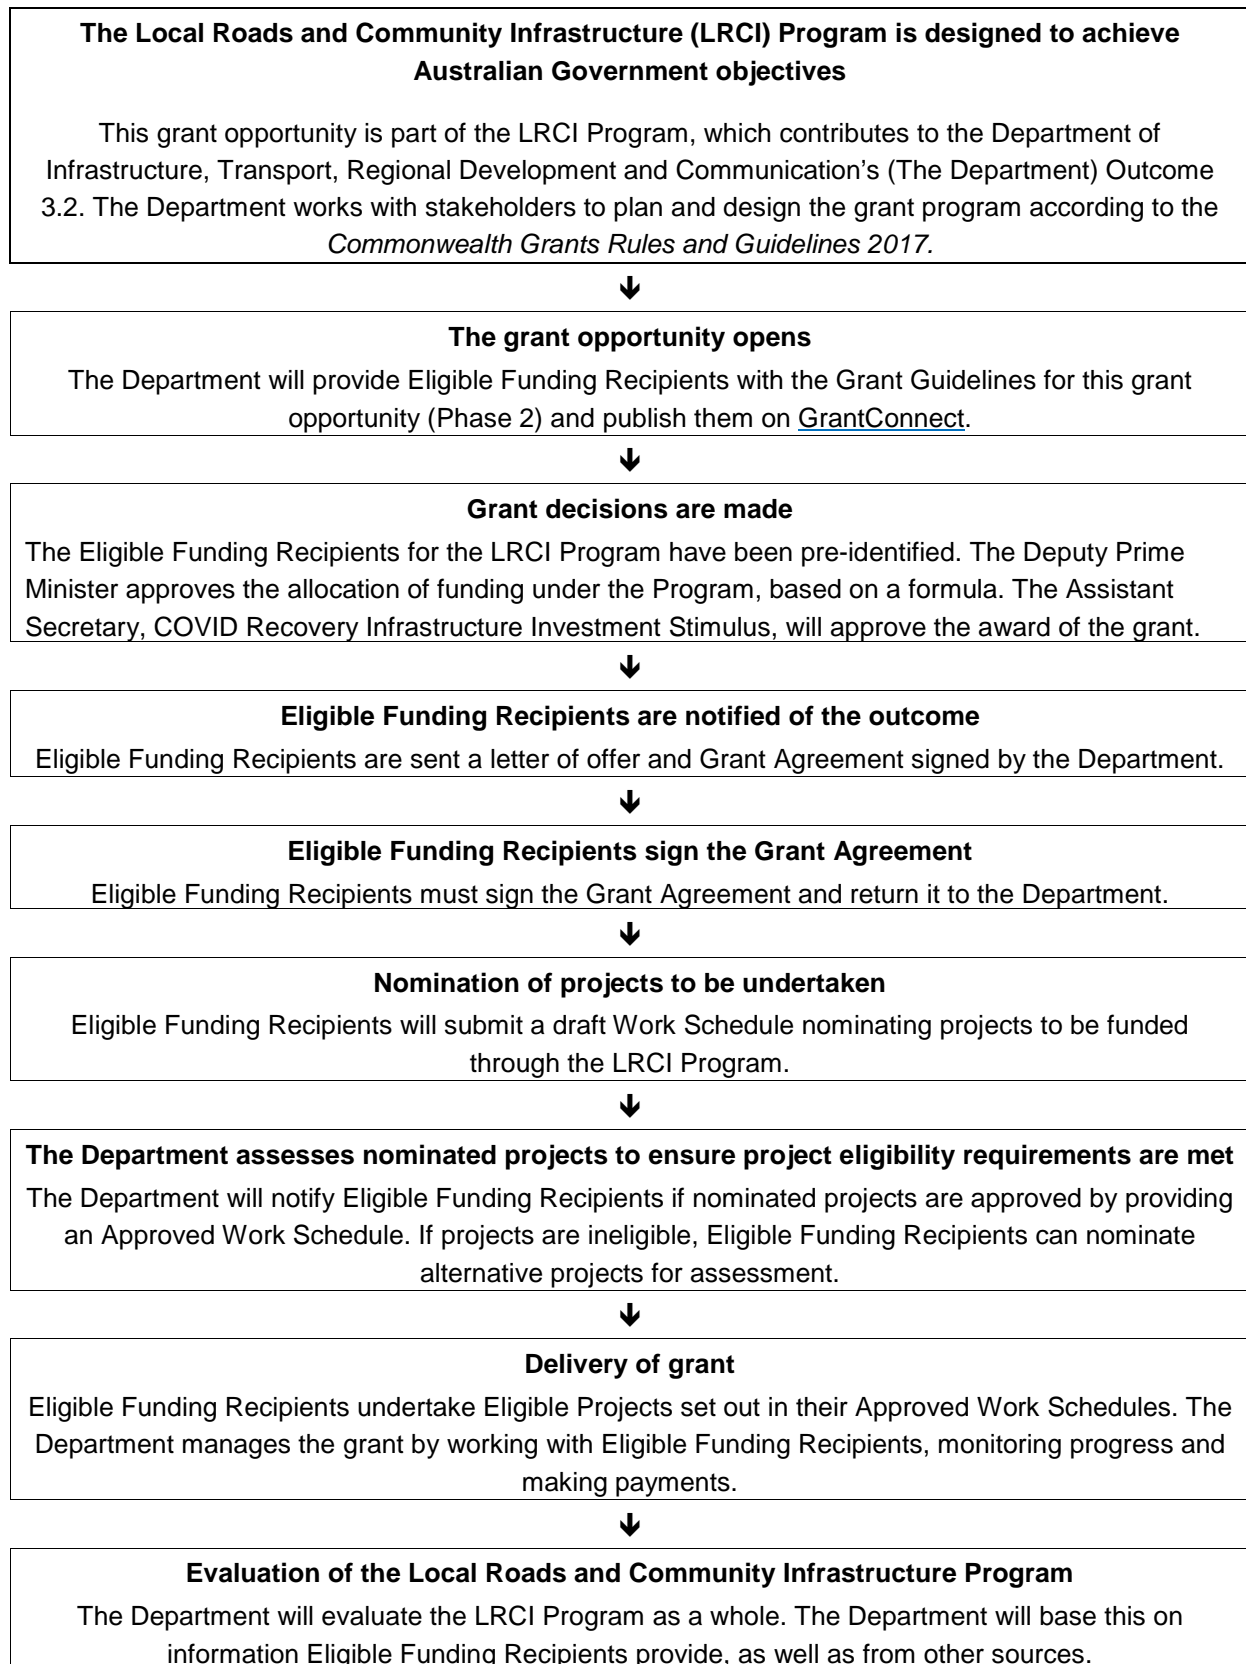 The Local Roads and Community Infrastructure (LRCI) Program is designed to achieve
Australian Government objectives
This grant opportunity is part of the LRCI Program, which contributes to the Department of
Infrastructure, Transport, Regional Development and Communication's (The Department) Outcome
3.2. The Department works with stakeholders to plan and design the grant program according to the
Commonwealth Grants Rules and Guidelines 2017.
The grant opportunity opens
The Department will provide Eligible Funding Recipients with the Grant Guidelines for this grant
opportunity (Phase 2) and publish them on GrantConnect.
Grant decisions are made
The Eligible Funding Recipients for the LRCI Program have been pre-identified. The Deputy Prime
Minister approves the allocation of funding under the Program, based on a formula. The Assistant
Secretary, COVID Recovery Infrastructure Investment Stimulus, will approve the award of the grant.
Eligible Funding Recipients are notified of the outcome
Eligible Funding Recipients are sent a letter of offer and Grant Agreement signed by the Department.
Eligible Funding Recipients sign the Grant Agreement
Eligible Funding Recipients must sign the Grant Agreement and return it to the Department.
Nomination of projects to be undertaken
Eligible Funding Recipients will submit a draft Work Schedule nominating projects to be funded
through the LRCI Program.
The Department assesses nominated projects to ensure project eligibility requirements are met
The Department will notify Eligible Funding Recipients if nominated projects are approved by providing
an Approved Work Schedule. If projects are ineligible, Eligible Funding Recipients can nominate
alternative projects for assessment.
Delivery of grant
Eligible Funding Recipients undertake Eligible Projects set out in their Approved Work Schedules. The
Department manages the grant by working with Eligible Funding Recipients, monitoring progress and
making payments.
Evaluation of the Local Roads and Community Infrastructure Program
The Department will evaluate the LRCI Program as a whole. The Department will base this on
information Eligible Funding Recipients provide, as well as from other sources.